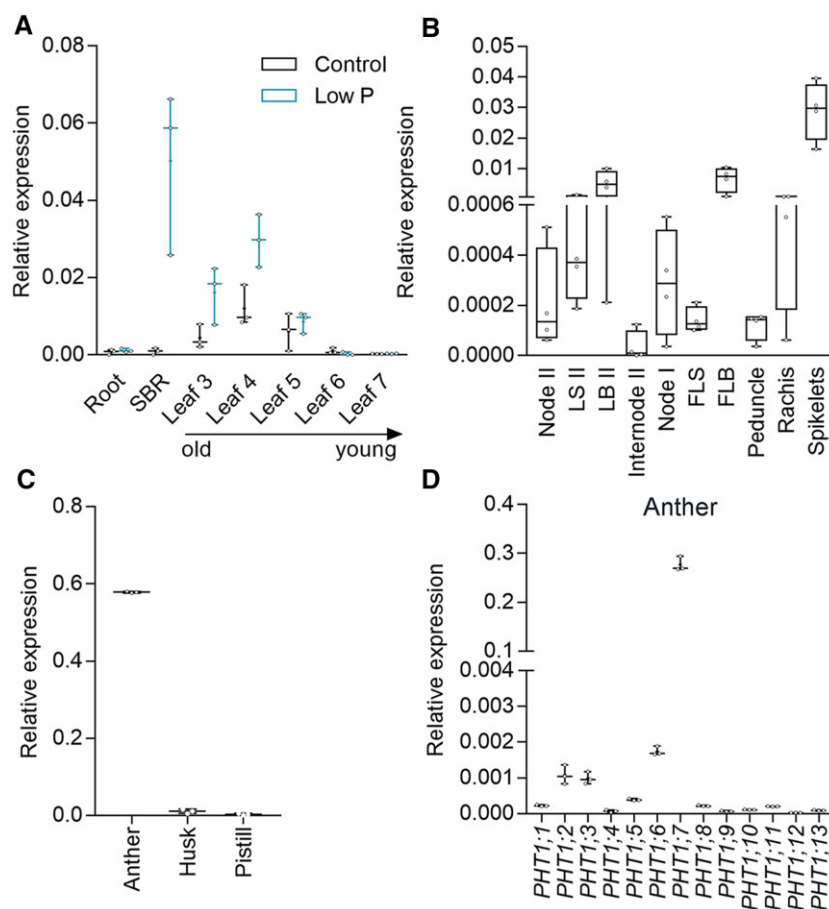 A
Relative expression
0.08
0.06
0.04
0.02
0.00
Control
Low P
Root
SBR
Leaf 3
Leaf 4
Leaf 5
Leaf 6
Leaf 7
old
young
B
Relative expression
0.05
0.04
0.03
0.02
0.01
0.0006
0.0004
0.0002
0.0000
Node II
LS II
LB II
Internode II
Node I
FLS
FLB
Peduncle
Rachis
Spikelets
C
Relative expression
0.8
0.6
0.4
0.2
0.0
Anther
Husk
Pistill
D
Anther
Relative expression
0.4
0.3
0.2
0.1
0.004
0.003
0.002
0.001
0.000
PHT1;1
PHT1;2
PHT1;3
PHT1;4
PHT1;5
PHT1;6
PHT1;7
PHT1;8
PHT1;9
PHT1;10
PHT1;11
PHT1;12
PHT1;13